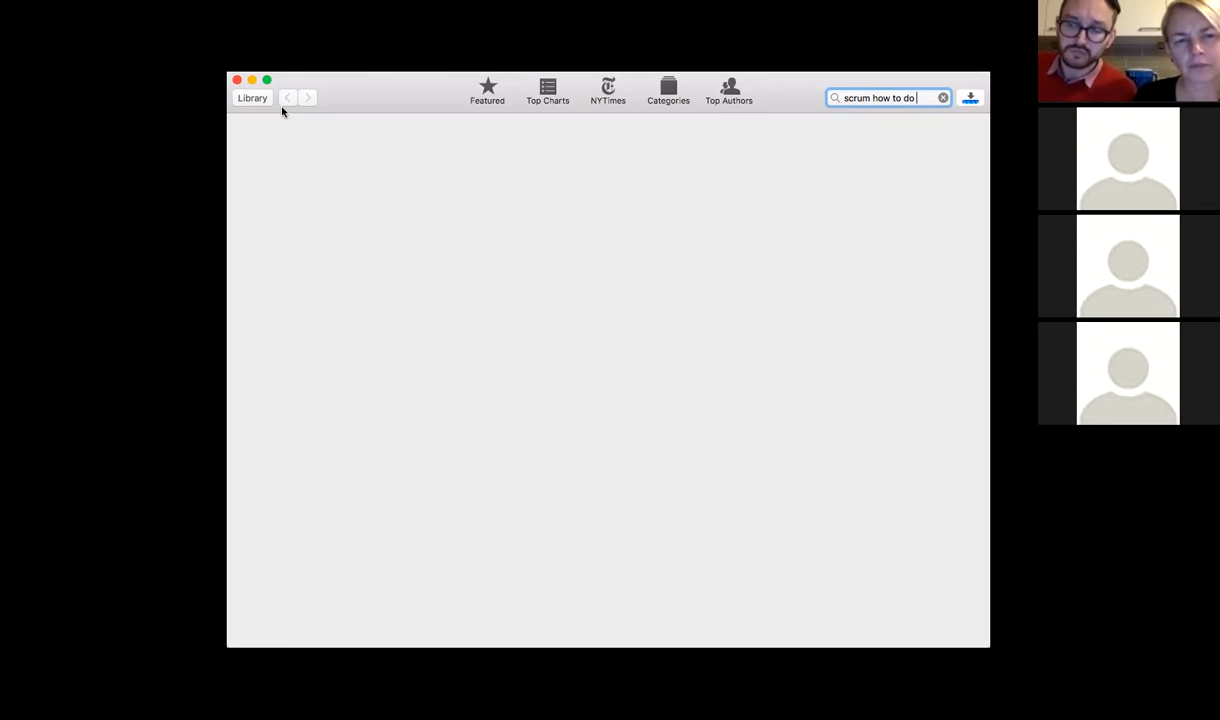 Library
Featured
Top Charts
NYTimes
Categories
Top Authors
scrum how to do